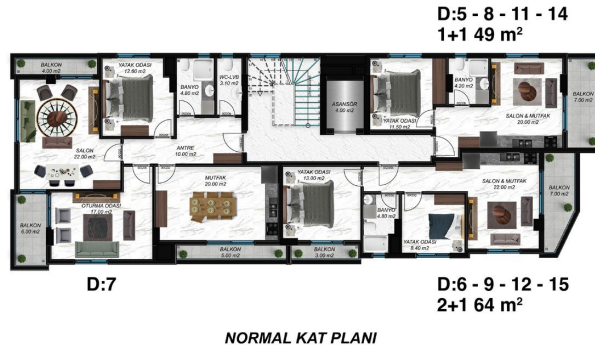 D:5 - 8 - 11 - 14
1+1 49 m²
BALKON
4.00 m2
YATAK ODASI
12.60 m2
BANYO
4.80 m2
WC-LVB
3.10 m2
ASANSÖR
4.00 m2
YATAK ODASI
11.50 m2
BANYO
4.20 m2
SALON & MUTFAK
20.00 m2
BALKON
7.00 m2
SALON
22.00 m2
ANTRE
10.00 m2
OTURMA ODASI
17.00 m2
BALKON
6.00 m2
MUTFAK
20.00 m2
BALKON
5.00 m2
YATAK ODASI
13.00 m2
BALKON
3.00 m2
BANYO
4.80 m2
YATAK ODASI
8.40 m2
SALON & MUTFAK
22.00 m2
BALKON
7.00 m2
D:7
D:6 - 9 - 12 - 15
2+1 64 m²
NORMAL KAT PLANI